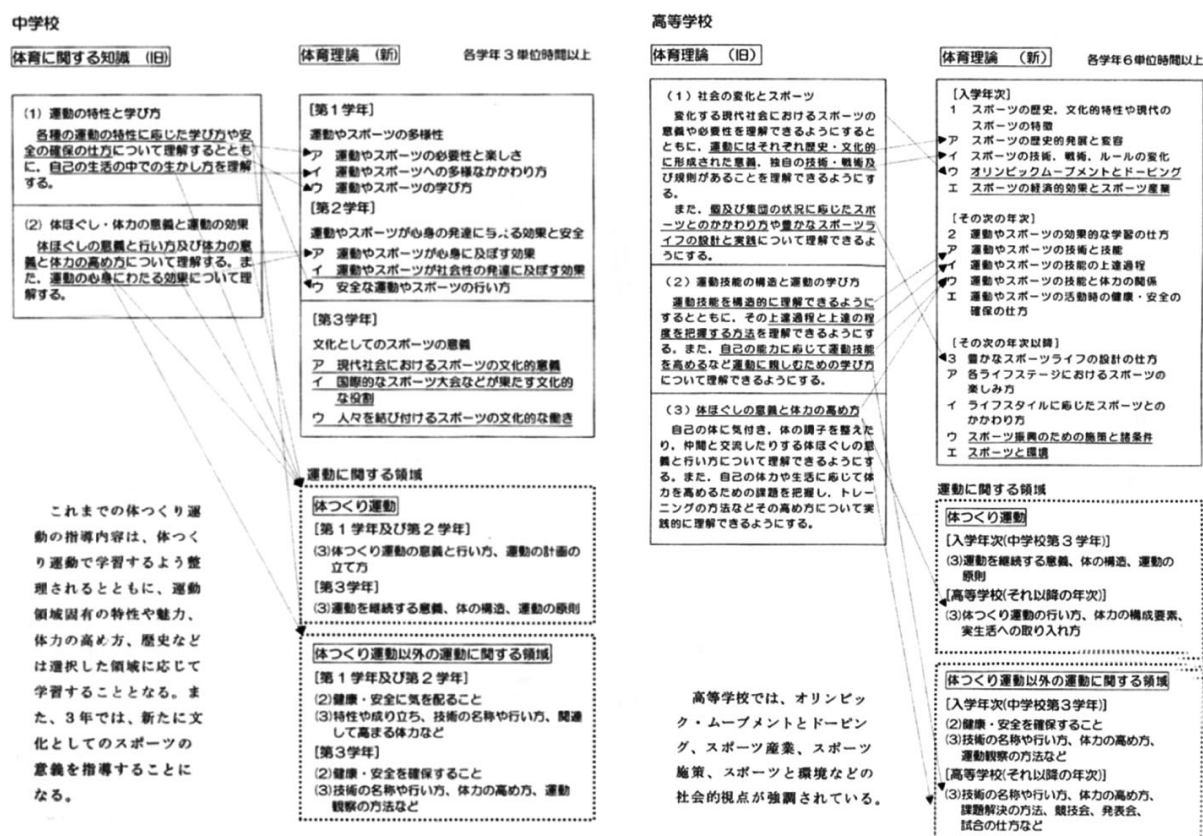 中学校
体育に関する知識 (旧)
(1) 運動の特性と学び方
各種の運動の特性に応じた学び方や安
全の確保の仕方について理解するととも
に，自己の生活の中での生かし方を理解
する。
(2) 体ほぐし・体力の意義と運動の効果
体ほぐしの意義と行い方及び体力の意
義と体力の高め方について理解する。ま
た，運動の心身にわたる効果について理
解する。
体育理論 (新)
各学年３単位時間以上
[第１学年]
運動やスポーツの多様性
ア 運動やスポーツの必要性と楽しさ
イ 運動やスポーツへの多様なかかわり方
ウ 運動やスポーツの学び方
[第２学年]
運動やスポーツが心身の発達に与える効果と安全
ア 運動やスポーツが心身に及ぼす効果
イ 運動やスポーツが社会性の発達に及ぼす効果
ウ 安全な運動やスポーツの行い方
[第３学年]
文化としてのスポーツの意義
ア 現代社会におけるスポーツの文化的意義
イ 国際的なスポーツ大会などが果たす文化的
な役割
ウ 人々を結び付けるスポーツの文化的な働き
運動に関する領域
体つくり運動
[第１学年及び第２学年]
(3)体つくり運動の意義と行い方、運動の計画の
立て方
[第３学年]
(3)運動を継続する意義、体の構造、運動の原則
体つくり運動以外の運動に関する領域
[第１学年及び第２学年]
(2)健康・安全に気を配ること
(3)特性や成り立ち、技術の名称や行い方、関連
して高まる体力など
[第３学年]
(2)健康・安全を確保すること
(3)技術の名称や行い方、体力の高め方、運動
観察の方法など
これまでの体つくり運
動の指導内容は、体つく
り運動で学習するよう整
理されるとともに、運動
領域固有の特性や魅力、
体力の高め方、歴史など
は選択した領域に応じて
学習することとなる。ま
た、３年では、新たに文
化としてのスポーツの
意義を指導することに
なる。
高等学校
体育理論 (旧)
(１) 社会の変化とスポーツ
変化する現代社会におけるスポーツの
意義や必要性を理解できるようにすると
ともに，運動にはそれぞれ歴史・文化的
に形成された意義，独自の技術・戦術及
び規則があることを理解できるようにす
る。
また，個及び集団の状況に応じたスポ
ーツとのかかわり方や豊かなスポーツラ
イフの設計と実践について理解できるよ
うにする。
(２) 運動技能の構造と運動の学び方
運動技能を構造的に理解できるように
するとともに，その上達過程と上達の程
度を把握する方法を理解できるようにす
る。また，自己の能力に応じて運動技能
を高めるなど運動に親しむための学び方
について理解できるようにする。
(３) 体ほぐしの意義と体力の高め方
自己の体に気付き，体の調子を整えた
り，仲間と交流したりする体ほぐしの意
義と行い方について理解できるようにす
る。また，自己の体力や生活に応じて体
力を高めるための課題を把握し，トレー
ニングの方法などその高め方について実
践的に理解できるようにする。
体育理論 (新)
各学年６単位時間以上
[入学年次]
１ スポーツの歴史，文化的特性や現代の
スポーツの特徴
ア スポーツの歴史的発展と変容
イ スポーツの技術，戦術，ルールの変化
ウ オリンピックムーブメントとドーピング
エ スポーツの経済的効果とスポーツ産業
[その次の年次]
２ 運動やスポーツの効果的な学習の仕方
ア 運動やスポーツの技術と技能
イ 運動やスポーツの技能の上達過程
ウ 運動やスポーツの技能と体力の関係
エ 運動やスポーツの活動時の健康・安全の
確保の仕方
[その次の年次以降]
３ 豊かなスポーツライフの設計の仕方
ア 各ライフステージにおけるスポーツの
楽しみ方
イ ライフスタイルに応じたスポーツとの
かかわり方
ウ スポーツ振興のための施策と諸条件
エ スポーツと環境
運動に関する領域
体つくり運動
[入学年次(中学校第３学年)]
(3)運動を継続する意義、体の構造、運動の
原則
[高等学校(それ以降の年次)]
(3)体つくり運動の行い方、体力の構成要素、
実生活への取り入れ方
体つくり運動以外の運動に関する領域
[入学年次(中学校第３学年)]
(2)健康・安全を確保すること
(3)技術の名称や行い方、体力の高め方、
運動観察の方法など
[高等学校(それ以降の年次)]
(3)技術の名称や行い方、体力の高め方、
課題解決の方法、競技会、発表会、
試合の仕方など
高等学校では、オリンピッ
ク・ムーブメントとドーピン
グ、スポーツ産業、スポーツ
施策、スポーツと環境などの
社会的視点が強調されている。